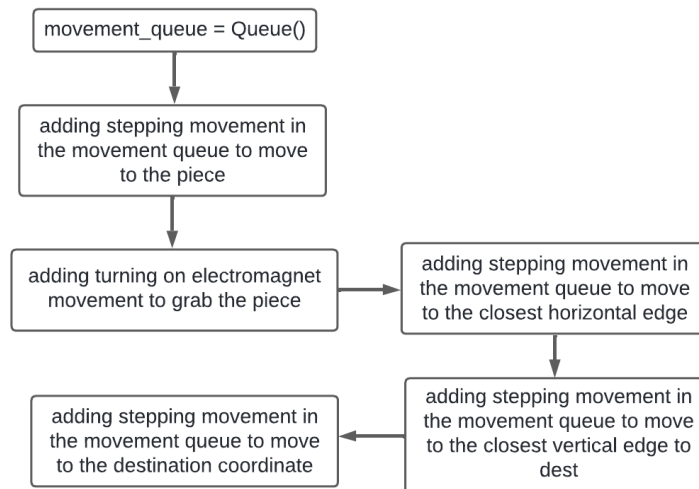 movement_queue = Queue()
adding stepping movement in
the movement queue to move
to the piece
adding turning on electromagnet
movement to grab the piece
adding stepping movement in
the movement queue to move
to the closest horizontal edge
adding stepping movement in
the movement queue to move
to the closest vertical edge to
dest
adding stepping movement in
the movement queue to move
to the destination coordinate